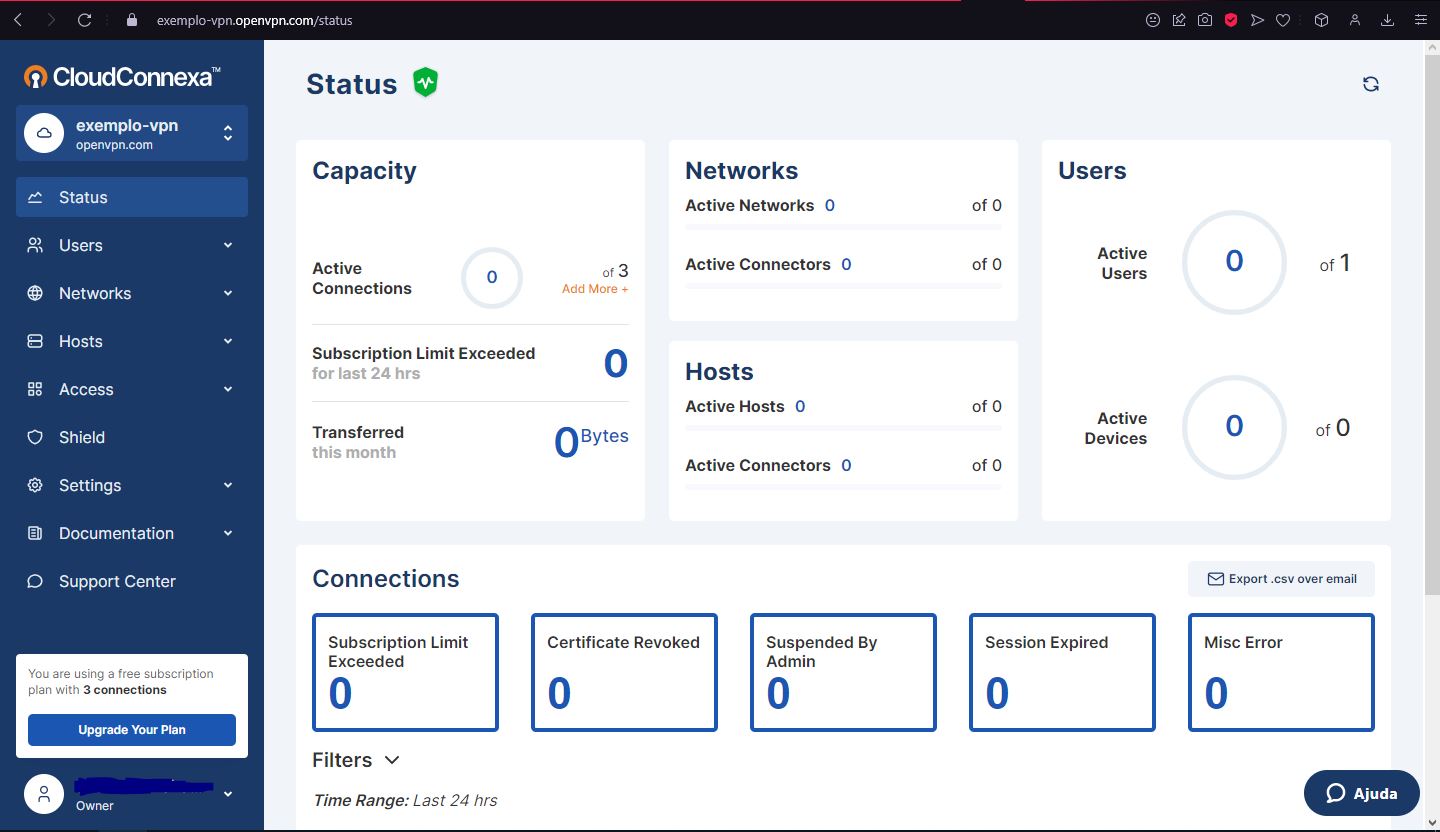 exemplo-vpn.openvpn.com/status
CloudConnexa™
exemplo-vpn
openvpn.com
Status
Users
Networks
Hosts
Access
Shield
Settings
Documentation
Support Center
You are using a free subscription
plan with 3 connections
Upgrade Your Plan
Owner
Status
Capacity
Active
Connections
0
of 3
Add More +
Subscription Limit Exceeded
for last 24 hrs
0
Transferred
this month
0 Bytes
Networks
Active Networks 0 of 0
Active Connectors 0 of 0
Hosts
Active Hosts 0 of 0
Active Connectors 0 of 0
Users
Active
Users
0
of 1
Active
Devices
0
of 0
Connections
Export .csv over email
Subscription Limit
Exceeded
0
Certificate Revoked
0
Suspended By
Admin
0
Session Expired
0
Misc Error
0
Filters
Time Range: Last 24 hrs
Ajuda